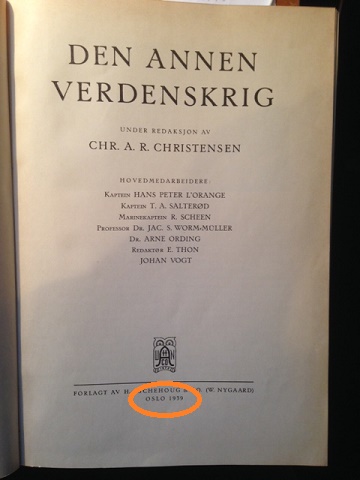 DEN ANNEN
VERDENSKRIG
UNDER REDAKSJON AV
CHR. A. R. CHRISTENSEN
HOVEDMEDARBEIDERE:
KAPTEIN HANS PETER L'ORANGE
KAPTEIN T. A. SALTERØD
MARINEKAPTEIN R. SCHEEN
PROFESSOR DR. JAC. S. WORM-MÜLLER
DR. ARNE ORDING
REDAKTØR E. THON
JOHAN VOGT
FORLAGT AV H. ASCHEHOUG & CO. (W. NYGAARD)
OSLO 1939